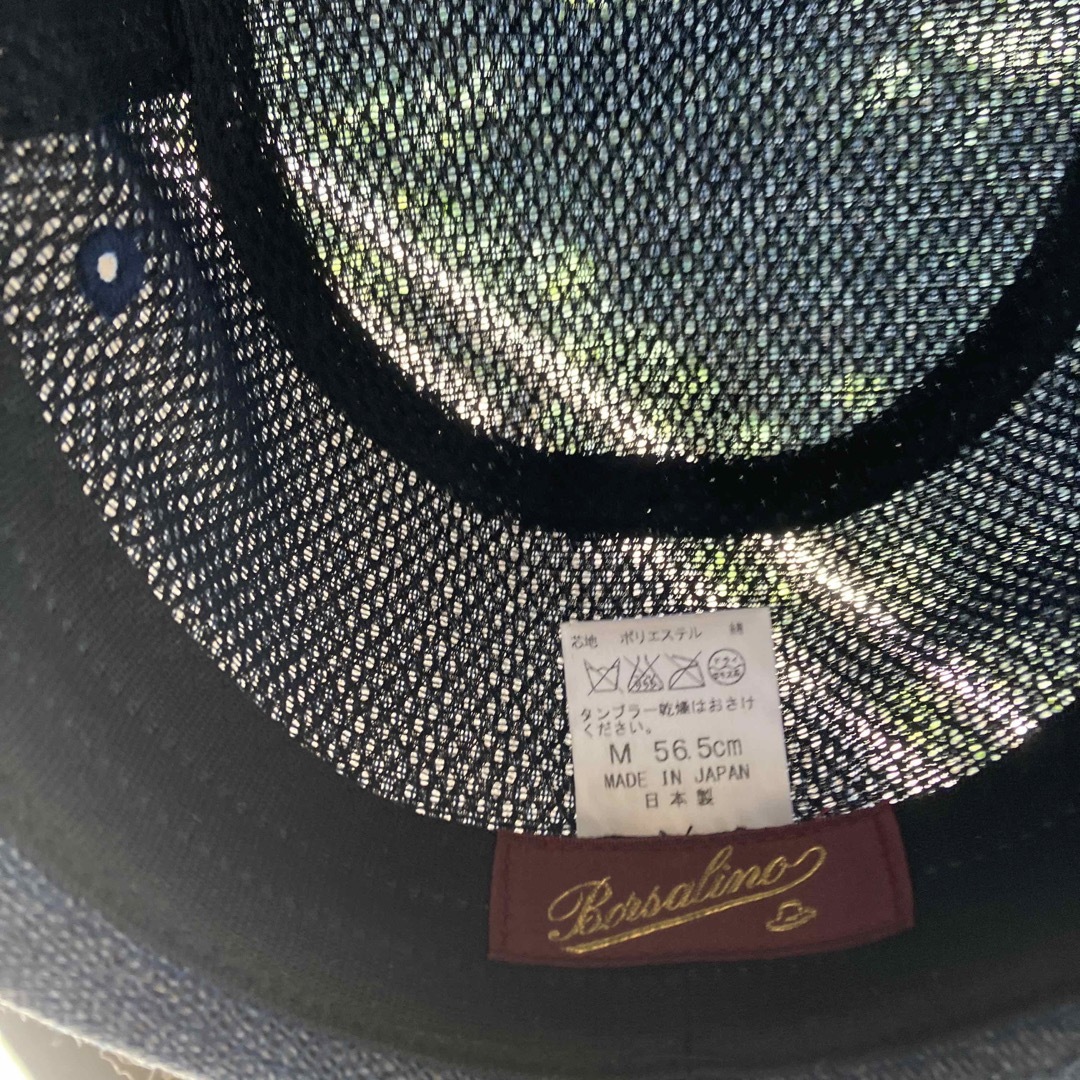 芯地 ポリエステル 綿
タンブラー乾燥はおさけ
ください。
M 56.5cm
MADE IN JAPAN
日本製
Borsalino